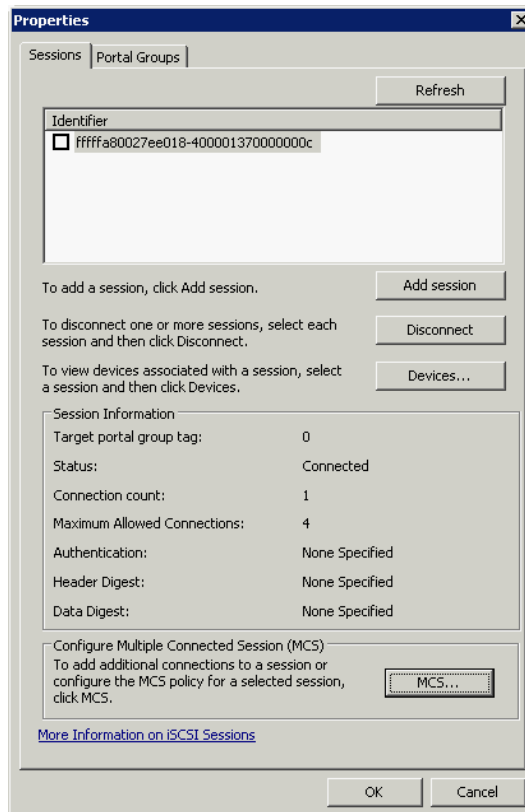 Properties
Sessions
Portal Groups
Refresh
Identifier
fffffa80027ee018-400001370000000c
To add a session, click Add session.
Add session
To disconnect one or more sessions, select each
session and then click Disconnect.
Disconnect
To view devices associated with a session, select
a session and then click Devices.
Devices...
Session Information
Target portal group tag: 0
Status: Connected
Connection count: 1
Maximum Allowed Connections: 4
Authentication: None Specified
Header Digest: None Specified
Data Digest: None Specified
Configure Multiple Connected Session (MCS)
To add additional connections to a session or
configure the MCS policy for a selected session,
click MCS.
MCS...
More Information on iSCSI Sessions
OK
Cancel